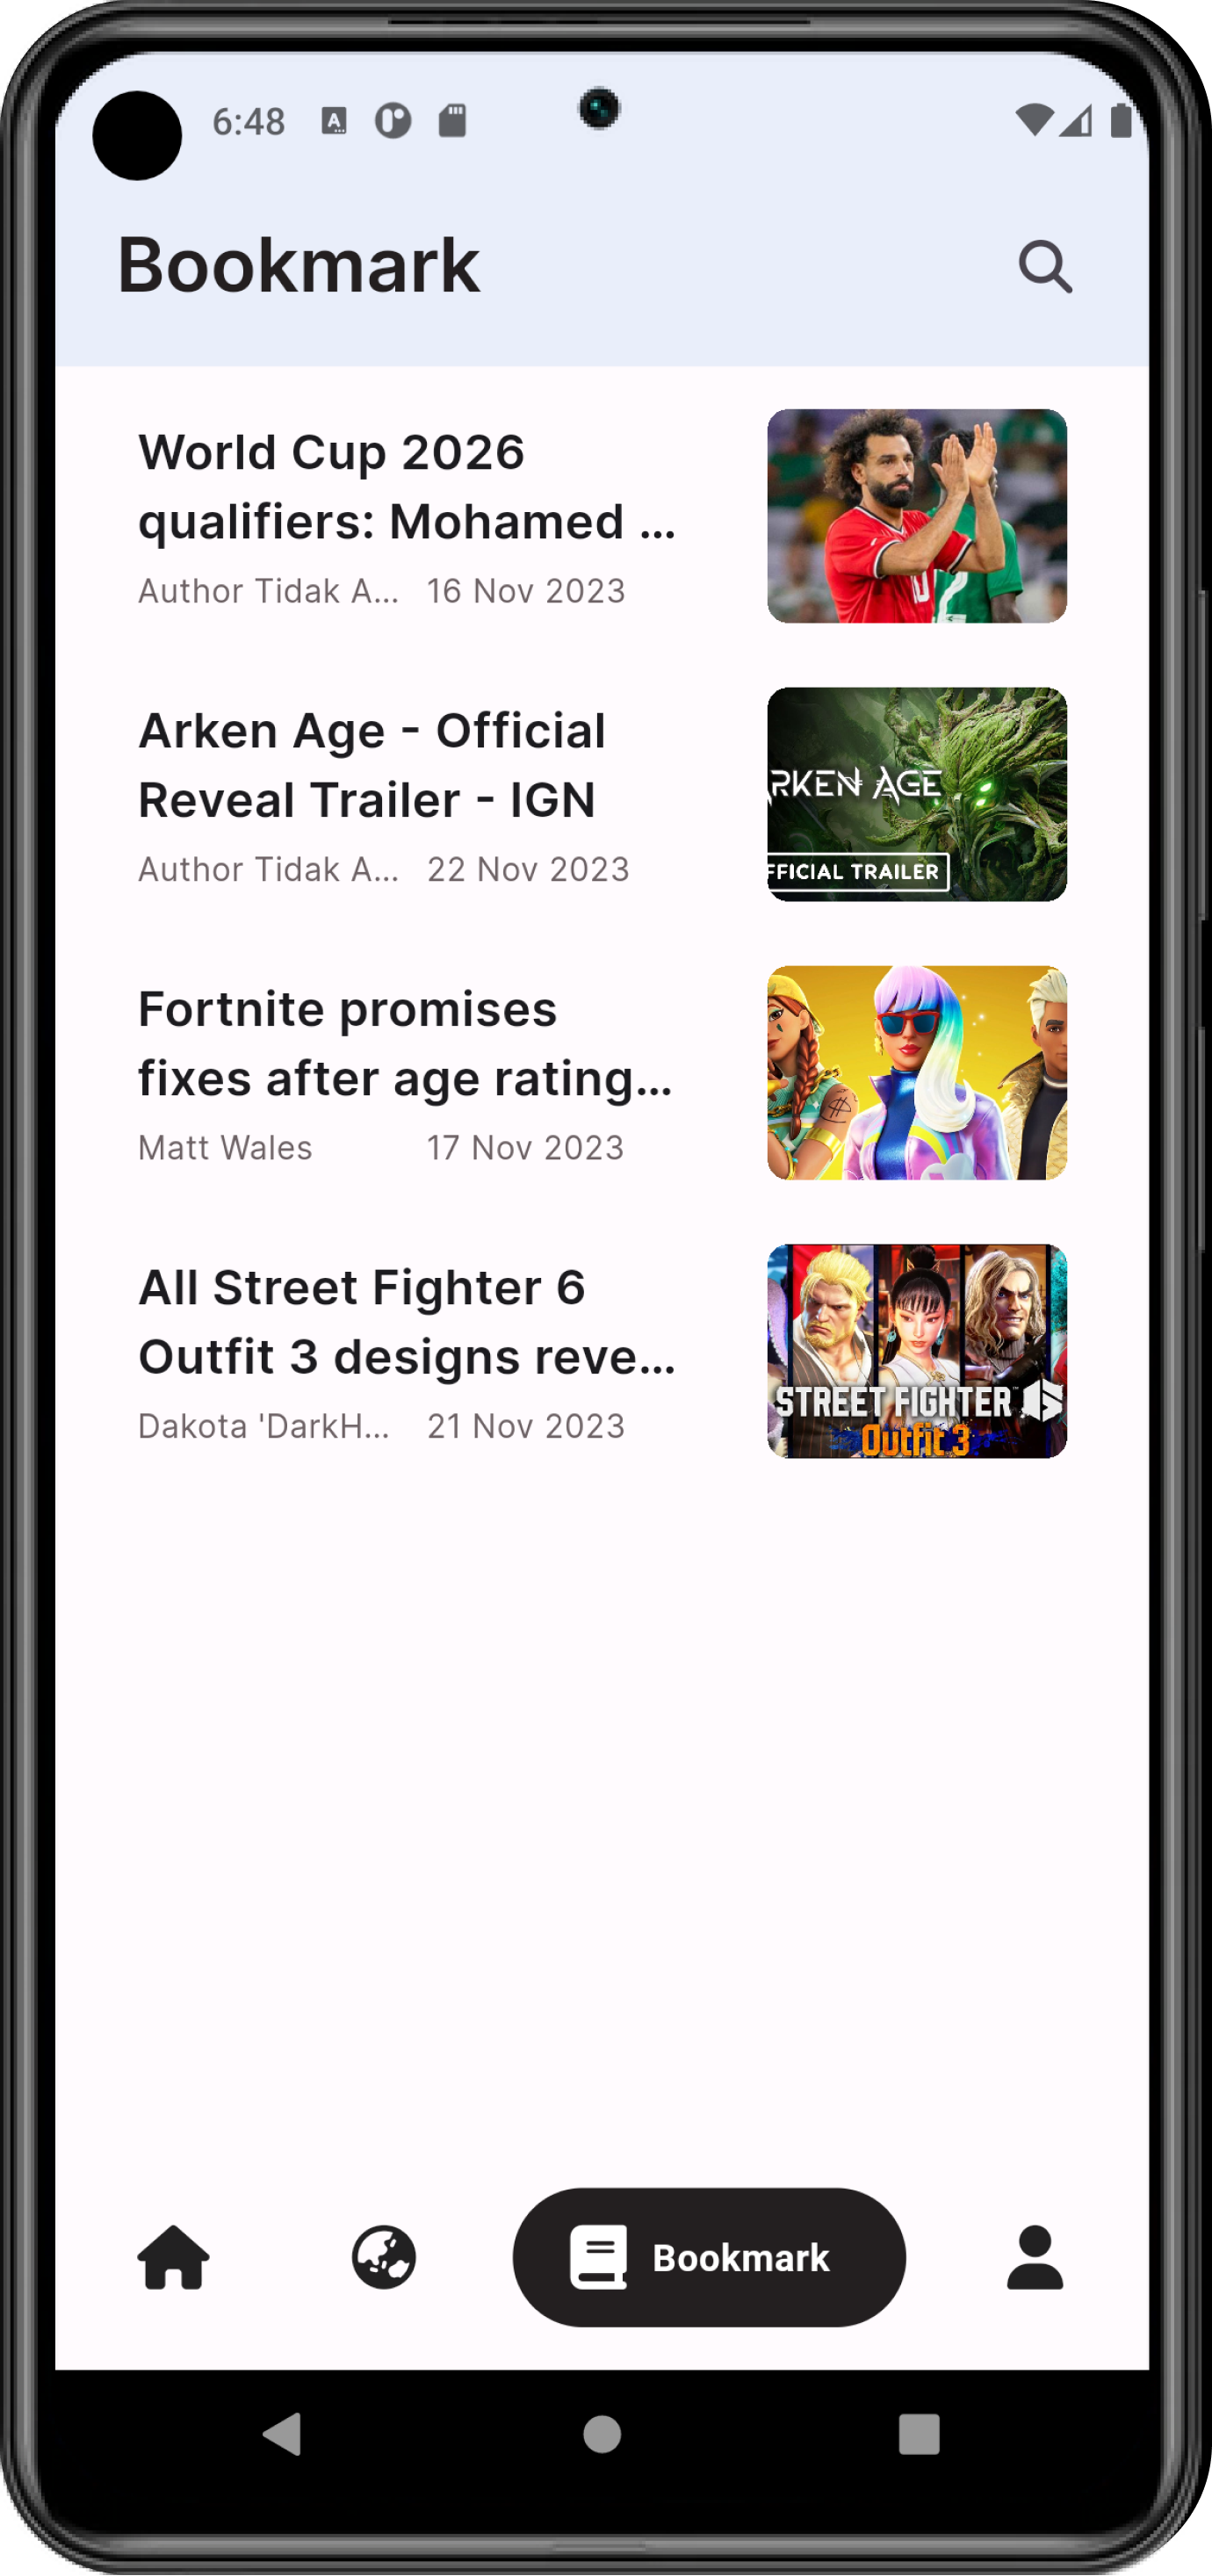 6:48
Bookmark
World Cup 2026
qualifiers: Mohamed ...
Author Tidak A... 16 Nov 2023
Arken Age - Official
Reveal Trailer - IGN
Author Tidak A... 22 Nov 2023
RKEN AGE
FFICIAL TRAILER
Fortnite promises
fixes after age rating...
Matt Wales 17 Nov 2023
All Street Fighter 6
Outfit 3 designs reve...
Dakota 'DarkH... 21 Nov 2023
STREET FIGHTER 6
Outfit 3
Bookmark